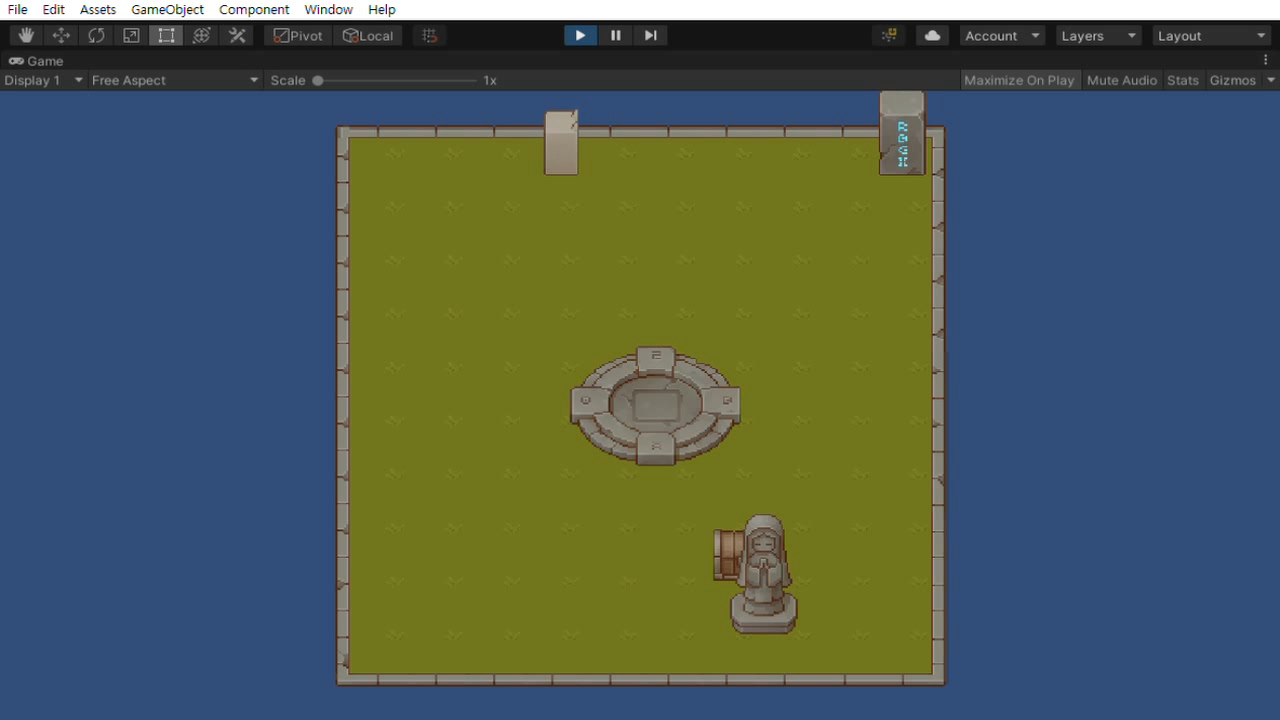 File Edit Assets GameObject Component Window Help
Pivot Local Account Layers Layout
Game
Display 1 Free Aspect Scale 1x Maximize On Play Mute Audio Stats Gizmos